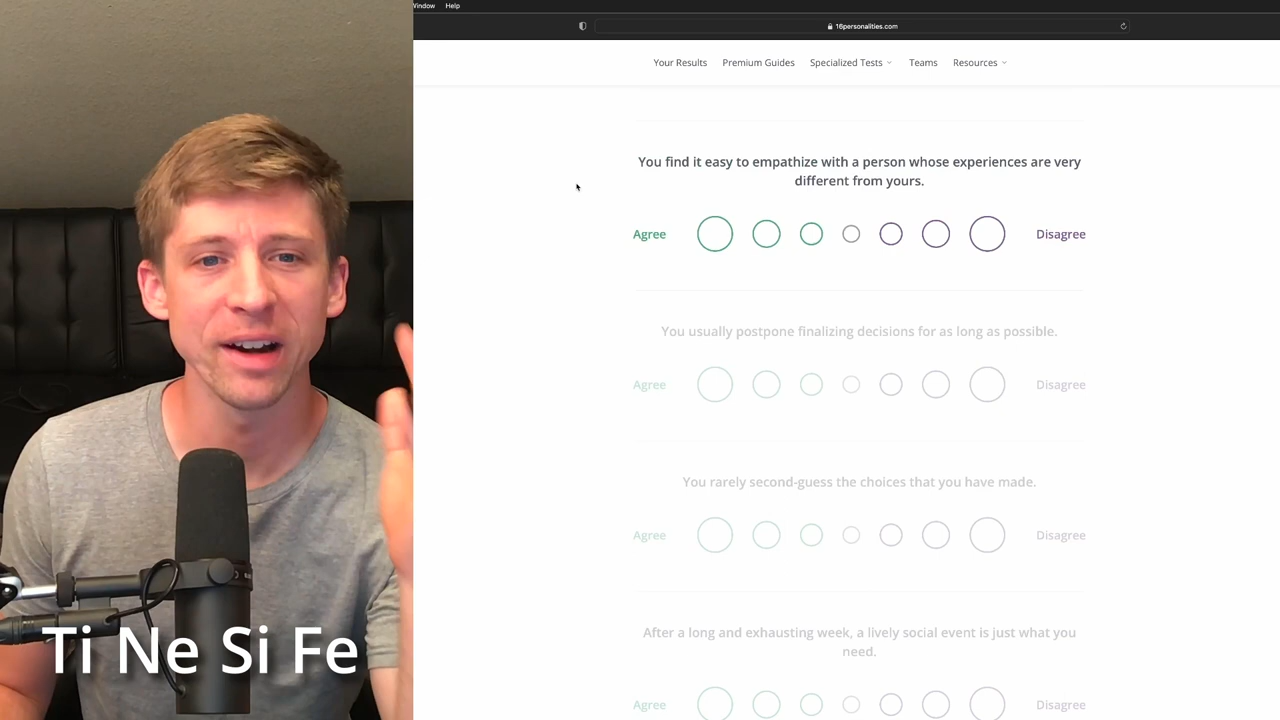 Window Help
16personalities.com
Your Results Premium Guides Specialized Tests Teams Resources
You find it easy to empathize with a person whose experiences are very
different from yours.
Agree Disagree
You usually postpone finalizing decisions for as long as possible.
Agree Disagree
You rarely second-guess the choices that you have made.
Agree Disagree
After a long and exhausting week, a lively social event is just what you
need.
Agree Disagree
Ti Ne Si Fe